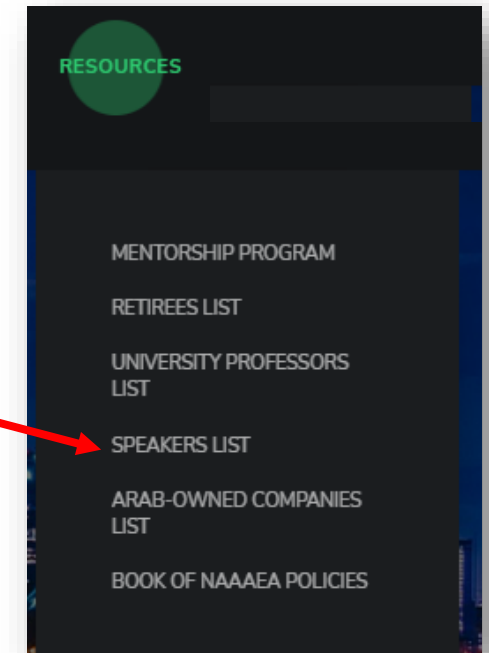 RESOURCES
MENTORSHIP PROGRAM
RETIREES LIST
UNIVERSITY PROFESSORS
LIST
SPEAKERS LIST
ARAB-OWNED COMPANIES
LIST
BOOK OF NAAAEA POLICIES